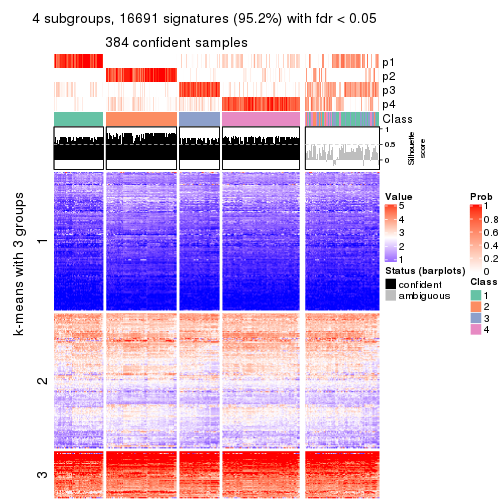 4 subgroups, 16691 signatures (95.2%) with fdr < 0.05
384 confident samples
p1
p2
p3
p4
Class
1
0.5
0
Silhouette
score
k-means with 3 groups
1
2
3
Value
5
4
3
2
1
Status (barplots)
confident
ambiguous
Prob
1
0.8
0.6
0.4
0.2
0
Class
1
2
3
4